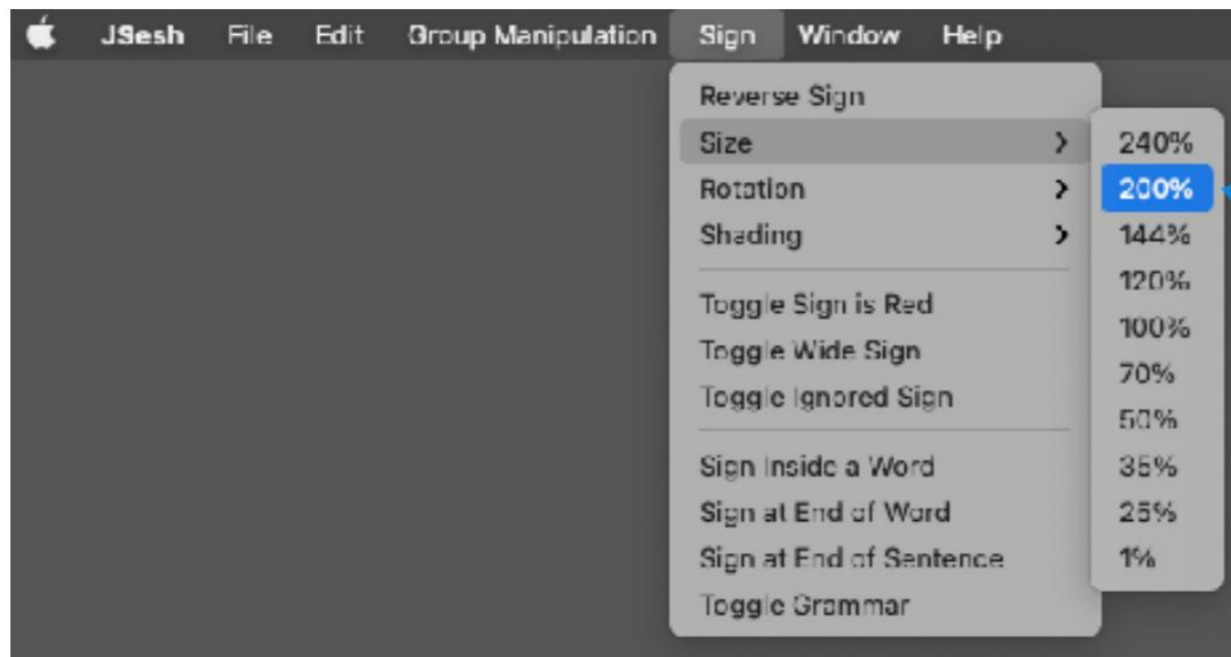 JSesh File Edit Group Manipulation Sign Window Help
Reverse Sign
Size
Rotation
Shading
Toggle Sign is Red
Toggle Wide Sign
Toggle Ignored Sign
Sign Inside a Word
Sign at End of Word
Sign at End of Sentence
Toggle Grammar
240%
200%
144%
120%
100%
70%
50%
35%
25%
1%